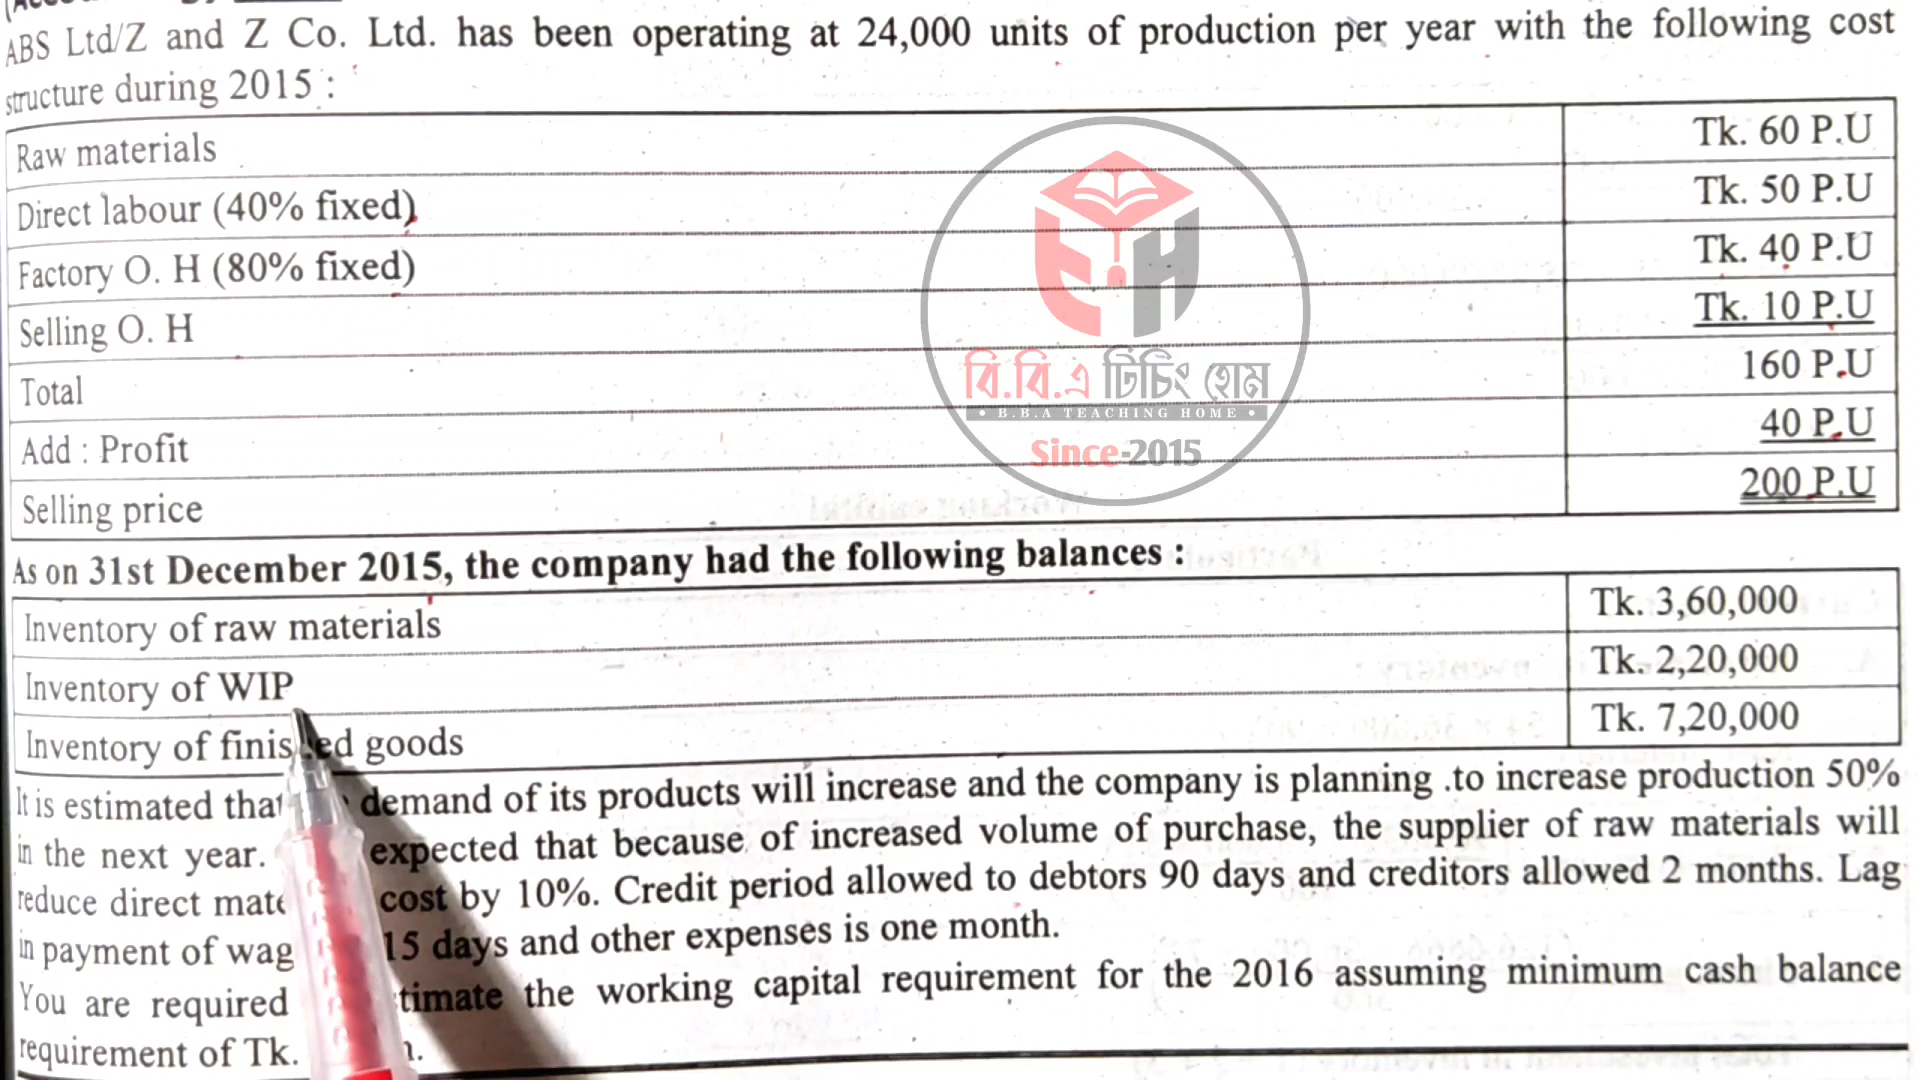 ABS Ltd/Z and Z Co. Ltd. has been operating at 24,000 units of production per year with the following cost
structure during 2015 :
Raw materials Tk. 60 P.U
Direct labour (40% fixed) Tk. 50 P.U
Factory O. H (80% fixed) Tk. 40 P.U
Selling O. H Tk. 10 P.U
Total 160 P.U
Add : Profit 40 P.U
Selling price 200 P.U
বি.বি.এ টিচিং হোম
• B.B.A TEACHING HOME •
Since-2015
As on 31st December 2015, the company had the following balances :
Inventory of raw materials Tk. 3,60,000
Inventory of WIP Tk. 2,20,000
Inventory of finished goods Tk. 7,20,000
It is estimated that demand of its products will increase and the company is planning .to increase production 50%
in the next year. expected that because of increased volume of purchase, the supplier of raw materials will
reduce direct cost by 10%. Credit period allowed to debtors 90 days and creditors allowed 2 months. Lag
in payment of 15 days and other expenses is one month.
You are required the working capital requirement for the 2016 assuming minimum cash balance
requirement of Tk.